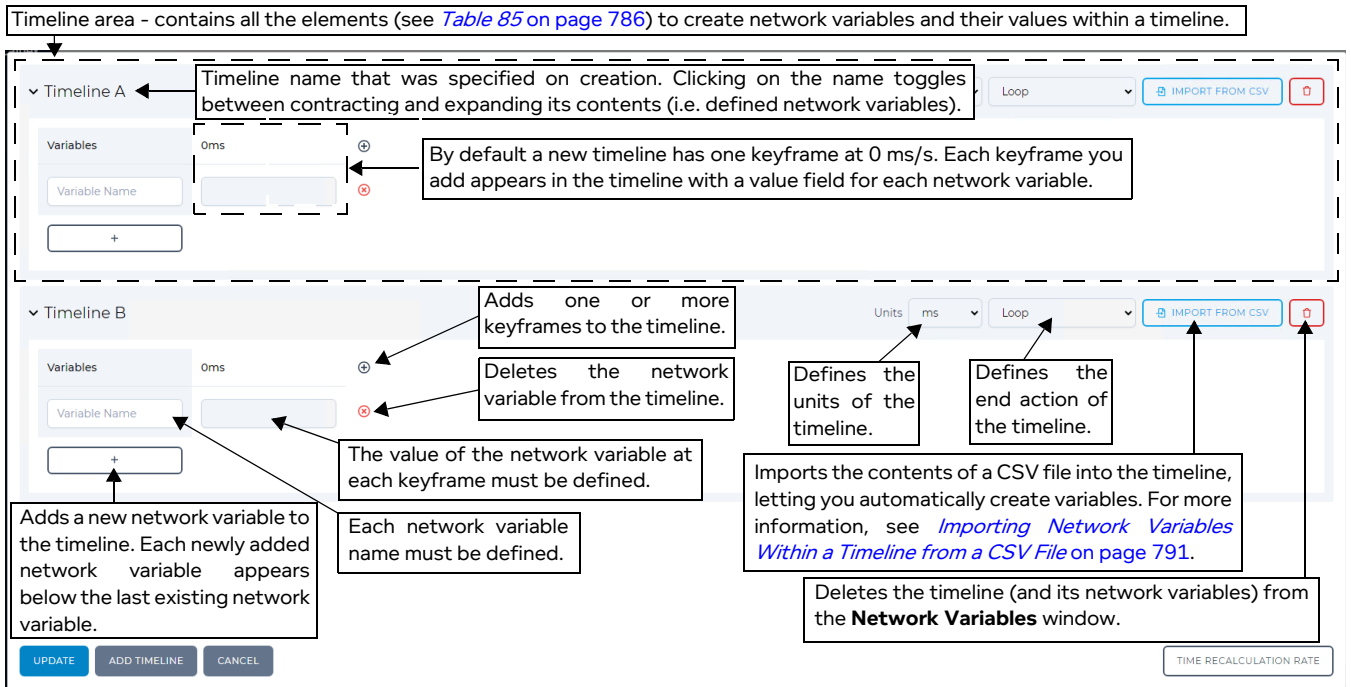 Timeline area - contains all the elements (see Table 85 on page 786) to create network variables and their values within a timeline.
Timeline A
Timeline name that was specified on creation. Clicking on the name toggles
between contracting and expanding its contents (i.e. defined network variables).
Loop
IMPORT FROM CSV
Variables
0ms
By default a new timeline has one keyframe at 0 ms/s. Each keyframe you
add appears in the timeline with a value field for each network variable.
Variable Name
+
Timeline B
Adds one or more
keyframes to the timeline.
Units
ms
Loop
IMPORT FROM CSV
Variables
0ms
Deletes the network
variable from the timeline.
Defines the
units of the
timeline.
Defines the
end action of
the timeline.
Variable Name
+
The value of the network variable at
each keyframe must be defined.
Imports the contents of a CSV file into the timeline,
letting you automatically create variables. For more
information, see Importing Network Variables
Within a Timeline from a CSV File on page 791.
Adds a new network variable to
the timeline. Each newly added
network variable appears
below the last existing network
variable.
Each network variable
name must be defined.
Deletes the timeline (and its network variables) from
the Network Variables window.
UPDATE
ADD TIMELINE
CANCEL
TIME RECALCULATION RATE